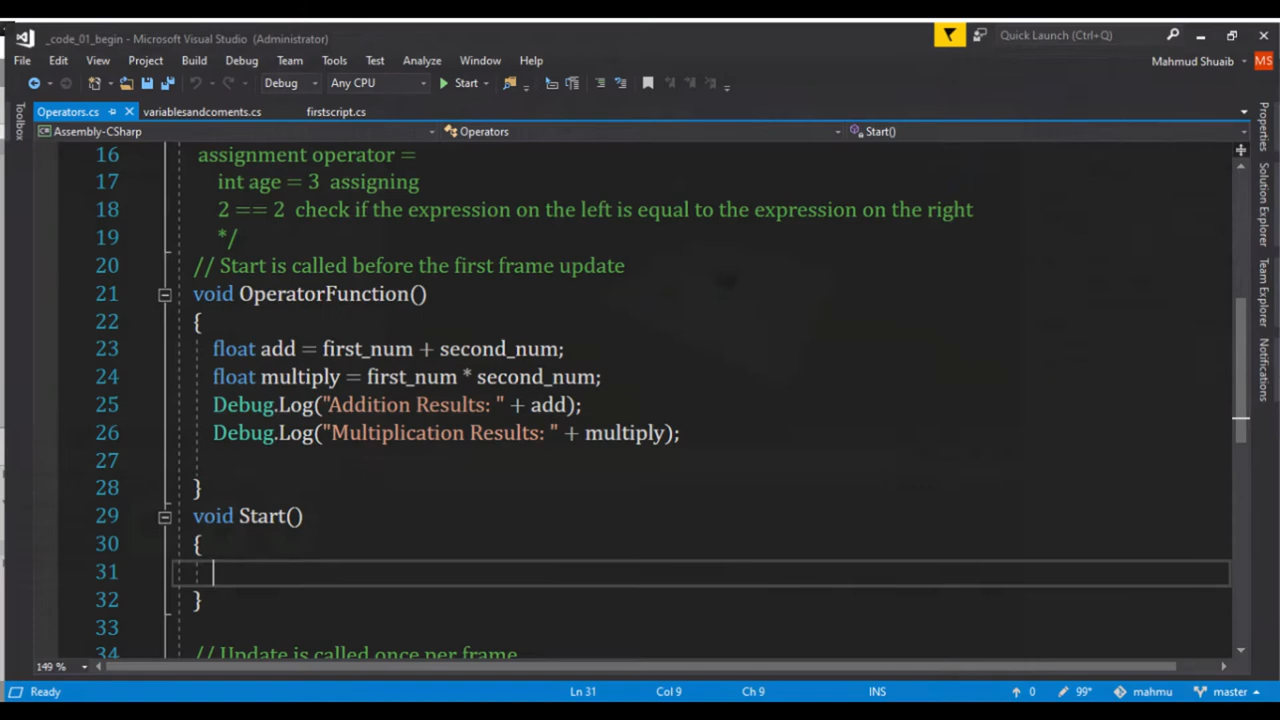 _code_01_begin - Microsoft Visual Studio (Administrator)
Quick Launch (Ctrl+Q)
File Edit View Project Build Debug Team Tools Test Analyze Window Help
Mahmud Shuaib MS
Debug Any CPU Start
Operators.cs variablesandcoments.cs firstscript.cs
Assembly-CSharp Operators Start()
Toolbox
Properties
Solution Explorer
Team Explorer
Notifications
16 assignment operator =
17 int age = 3 assigning
18 2 == 2 check if the expression on the left is equal to the expression on the right
19 */
20 // Start is called before the first frame update
21 void OperatorFunction()
22 {
23 float add = first_num + second_num;
24 float multiply = first_num * second_num;
25 Debug.Log("Addition Results: " + add);
26 Debug.Log("Multiplication Results: " + multiply);
27
28 }
29 void Start()
30 {
31
32 }
33
34 // Update is called once per frame
149 %
Ready Ln 31 Col 9 Ch 9 INS 0 99* mahmu master